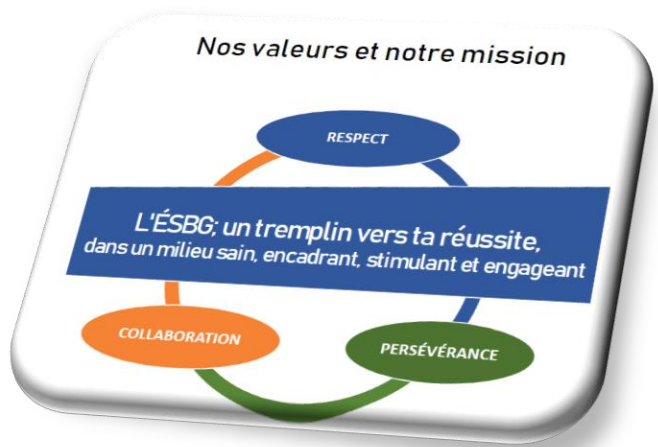 Nos valeurs et notre mission
RESPECT
L'ÉSBG; un tremplin vers ta réussite,
dans un milieu sain, encadrant, stimulant et engageant
COLLABORATION
PERSÉVÉRANCE